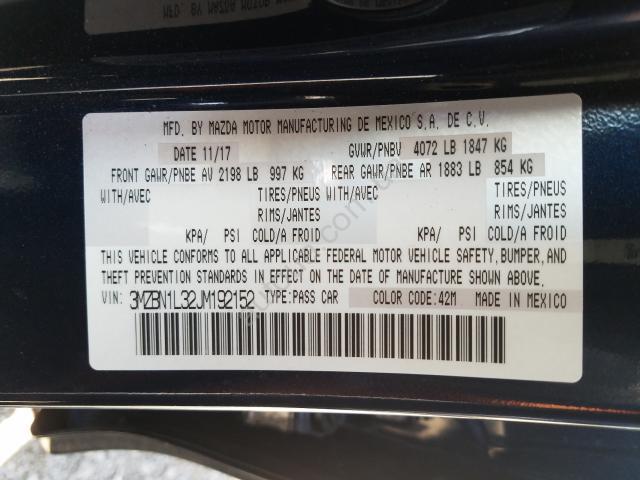 MFD. BY MAZDA MOTOR MANUFACTURING DE MEXICO S.A. DE C.V.
DATE 11/17 GVWR/PNBV 4072 LB 1847 KG
FRONT GAWR/PNBE AV 2198 LB 997 KG REAR GAWR/PNBE AR 1883 LB 854 KG
WITH/AVEC TIRES/PNEUS WITH/AVEC TIRES/PNEUS
RIMS/JANTES RIMS/JANTES
KPA/ PSI COLD/A FROID KPA/ PSI COLD/A FROID
THIS VEHICLE CONFORMS TO ALL APPLICABLE FEDERAL MOTOR VEHICLE SAFETY, BUMPER, AND
THEFT PREVENTION STANDARDS IN EFFECT ON THE DATE OF MANUFACTURE SHOWN ABOVE.
VIN: 3MZBN1L32JM192152 TYPE: PASS CAR COLOR CODE: 42M MADE IN MEXICO